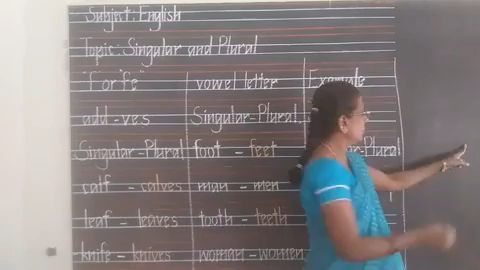 Subject: English
Topic: Singular and Plural
"f or fe" vowel letter Example
add -ves Singular-Plural
Singular-Plural foot - feet -Plural
calf - calves man - men
leaf - leaves tooth - teeth
knife - knives woman - women